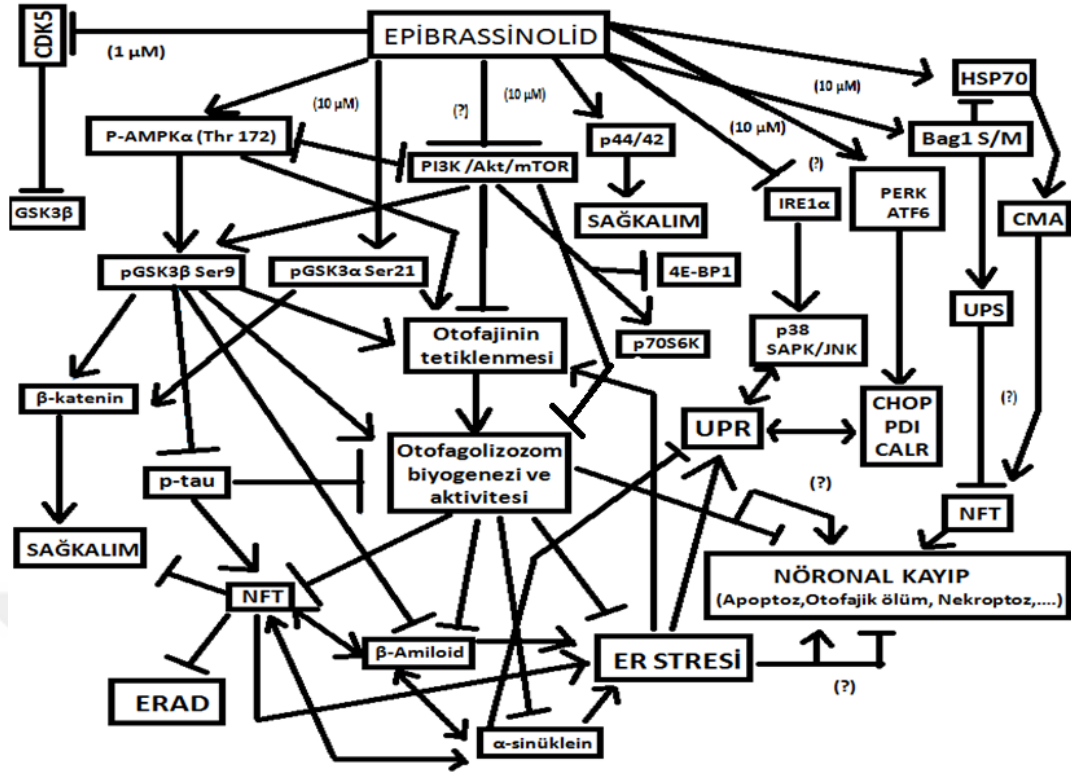 CDK5
(1 µM)
EPİBRASSİNOLİD
HSP70
(10 µM)
(?)
(10 µM)
(10 µM)
P-AMPKα (Thr 172)
p44/42
(10 µM)
Bag1 S/M
PI3K /Akt/mTOR
(?)
GSK3β
SAĞKALIM
IRE1α
PERK
ATF6
CMA
pGSK3β Ser9
pGSK3α Ser21
4E-BP1
UPS
Otofajinin
tetiklenmesi
p70S6K
p38
SAPK/JNK
β-katenin
(?)
CHOP
PDI
CALR
UPR
Otofagolizozom
biyogenezi ve
aktivitesi
p-tau
(?)
NFT
SAĞKALIM
NÖRONAL KAYIP
(Apoptoz,Otofajik ölüm, Nekroptoz,....)
NFT
β-Amiloid
ER STRESİ
(?)
ERAD
α-sinüklein